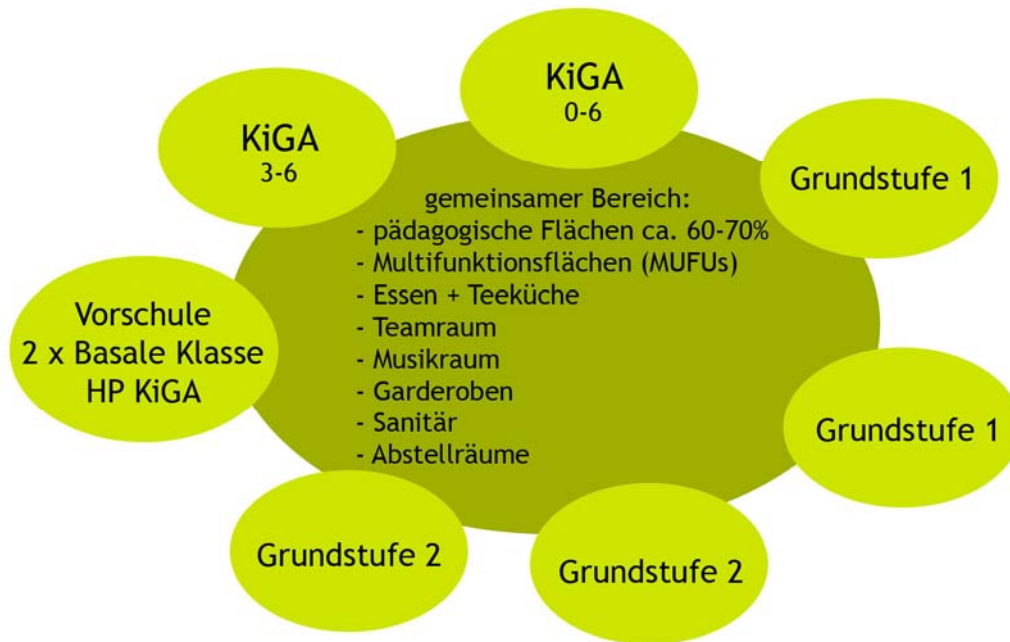 KiGA
0-6
KiGA
3-6
Grundstufe 1
gemeinsamer Bereich:
- pädagogische Flächen ca. 60-70%
- Multifunktionsflächen (MUFUs)
- Essen + Teeküche
- Teamraum
- Musikraum
- Garderoben
- Sanitär
- Abstellräume
Vorschule
2 x Basale Klasse
HP KiGA
Grundstufe 1
Grundstufe 2
Grundstufe 2